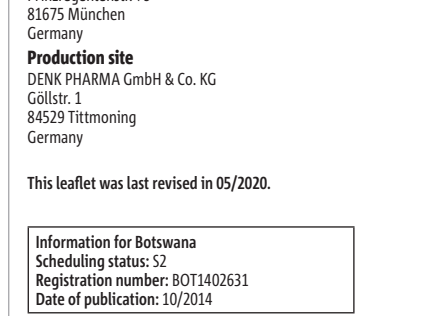 81675 München
Germany
Production site
DENK PHARMA GmbH & Co. KG
Göllstr. 1
84529 Tittmoning
Germany
This leaflet was last revised in 05/2020.
Information for Botswana
Scheduling status: S2
Registration number: BOT1402631
Date of publication: 10/2014